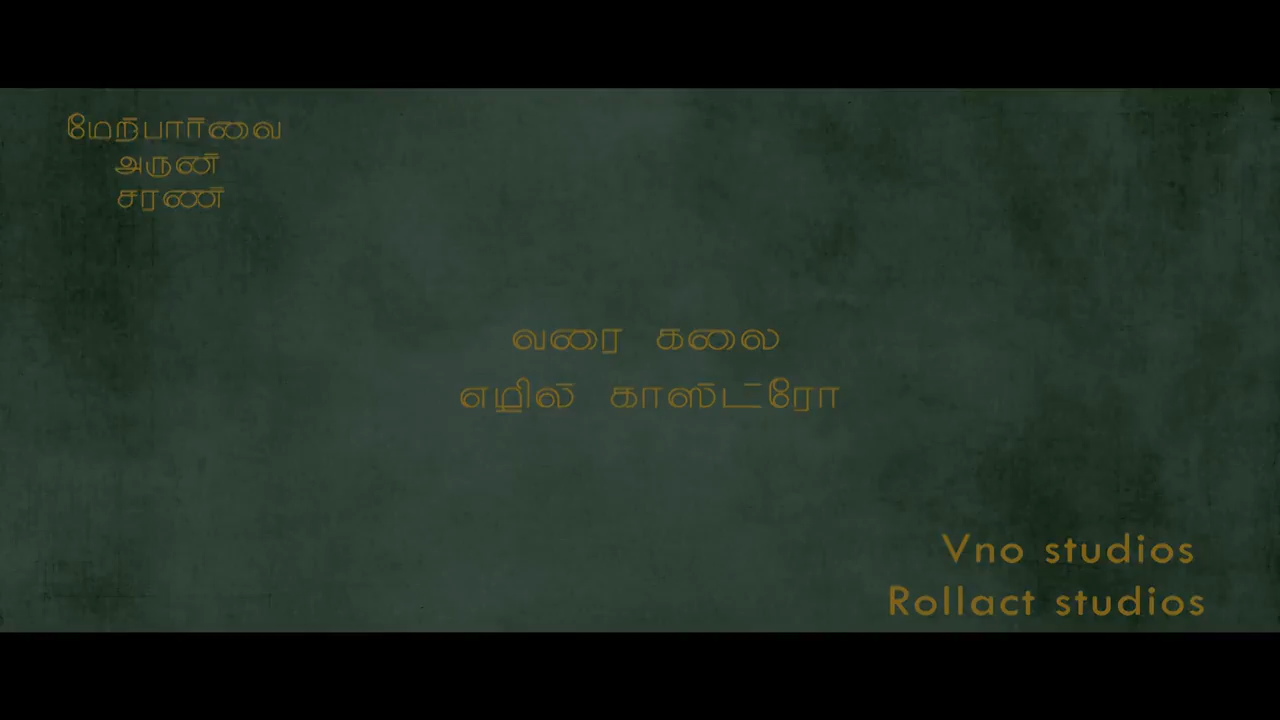 மேற்பார்வை
அருண்
சரண்
வரை கலை
எழில் காஸ்ட்ரோ
Vno studios
Rollact studios